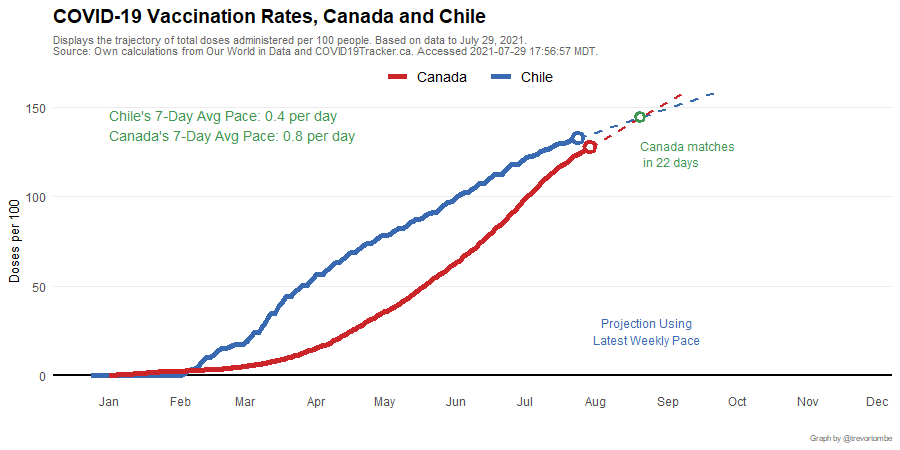 COVID-19 Vaccination Rates, Canada and Chile
Displays the trajectory of total doses administered per 100 people. Based on data to July 29, 2021.
Source: Own calculations from Our World in Data and COVID19Tracker.ca. Accessed 2021-07-29 17:56:57 MDT.
Canada Chile
Chile's 7-Day Avg Pace: 0.4 per day
Canada's 7-Day Avg Pace: 0.8 per day
Canada matches
in 22 days
Projection Using
Latest Weekly Pace
Doses per 100
150
100
50
0
Jan Feb Mar Apr May Jun Jul Aug Sep Oct Nov Dec
Graph by @trevortombe